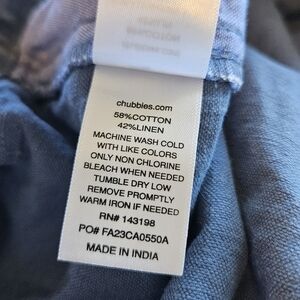 chubbies.com
58%COTTON
42%LINEN
MACHINE WASH COLD
WITH LIKE COLORS
ONLY NON CHLORINE
BLEACH WHEN NEEDED
TUMBLE DRY LOW
REMOVE PROMPTLY
WARM IRON IF NEEDED
RN# 143198
PO# FA23CA0550A
MADE IN INDIA